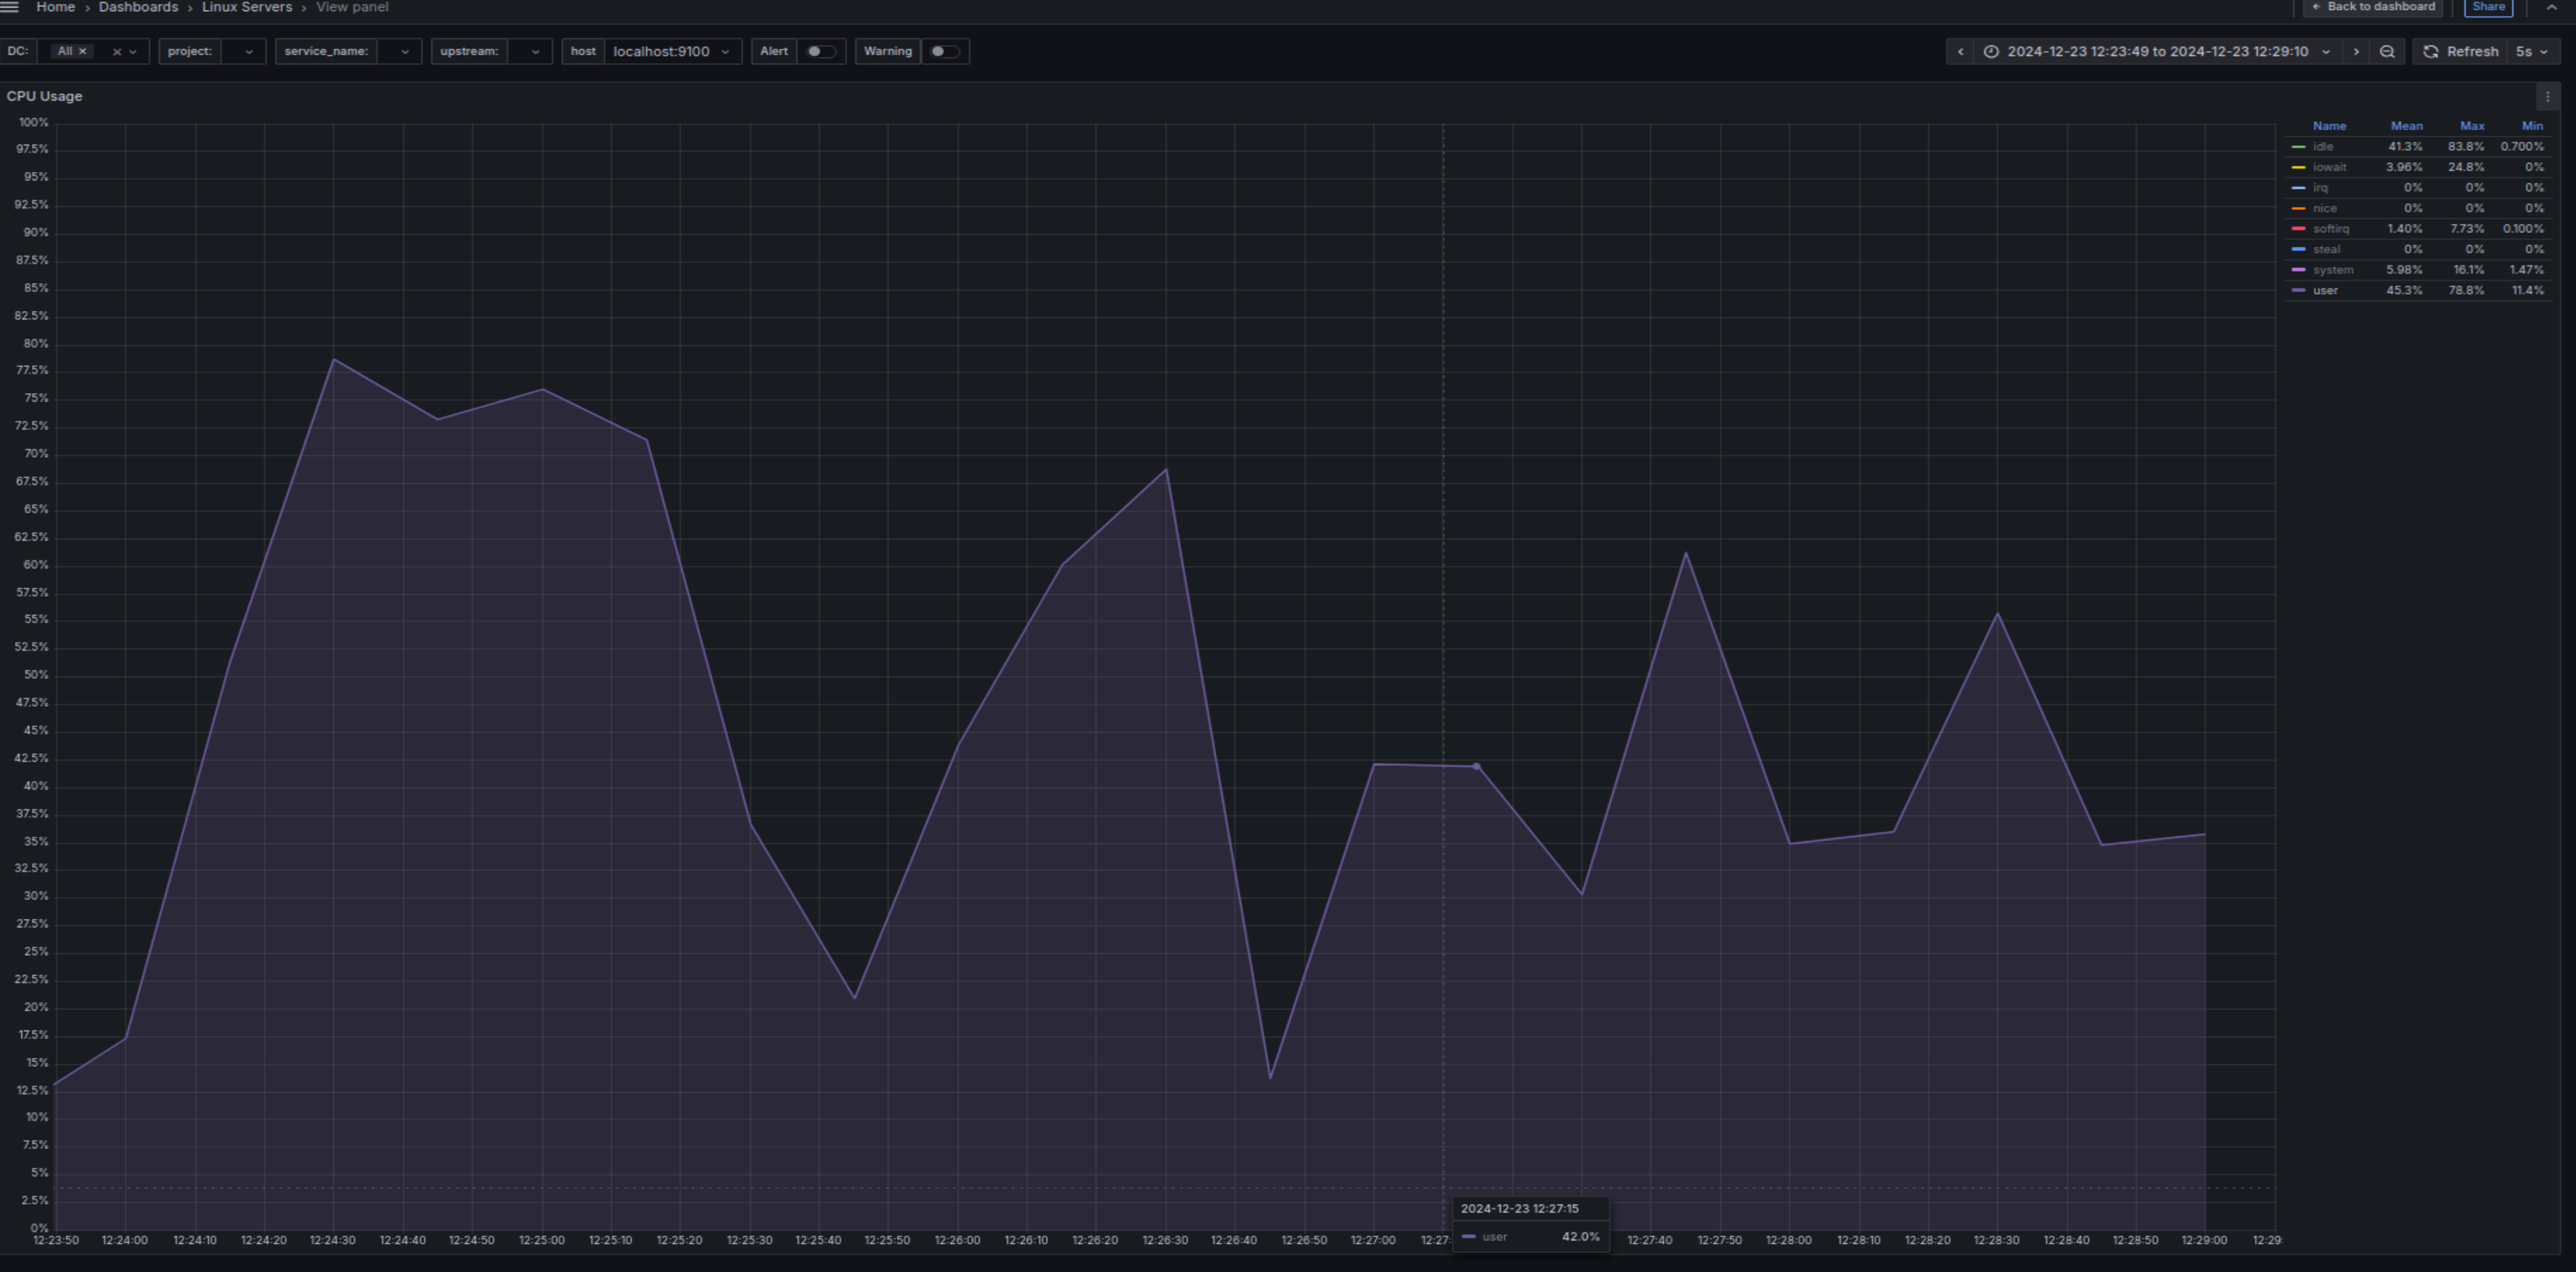 Home › Dashboards › Linux Servers › View panel
Back to dashboard Share
DC: All project: service_name: upstream: host localhost:9100 Alert Warning
2024-12-23 12:23:49 to 2024-12-23 12:29:10 Refresh 5s
CPU Usage
100%
97.5%
95%
92.5%
90%
87.5%
85%
82.5%
80%
77.5%
75%
72.5%
70%
67.5%
65%
62.5%
60%
57.5%
55%
52.5%
50%
47.5%
45%
42.5%
40%
37.5%
35%
32.5%
30%
27.5%
25%
22.5%
20%
17.5%
15%
12.5%
10%
7.5%
5%
2.5%
0%
12:23:50 12:24:00 12:24:10 12:24:20 12:24:30 12:24:40 12:24:50 12:25:00 12:25:10 12:25:20 12:25:30 12:25:40 12:25:50 12:26:00 12:26:10 12:26:20 12:26:30 12:26:40 12:26:50 12:27:00 12:27: 12:27:40 12:27:50 12:28:00 12:28:10 12:28:20 12:28:30 12:28:40 12:28:50 12:29:00 12:29:
2024-12-23 12:27:15
user 42.0%
Name Mean Max Min
idle 41.3% 83.8% 0.700%
iowait 3.96% 24.8% 0%
irq 0% 0% 0%
nice 0% 0% 0%
softirq 1.40% 7.73% 0.100%
steal 0% 0% 0%
system 5.98% 16.1% 1.47%
user 45.3% 78.8% 11.4%